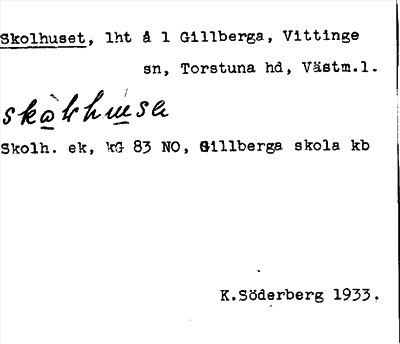 Skolhuset, lht å 1 Gillberga, Vittinge
sn, Torstuna hd, Västm.l.
Skolh. ek, kG 83 NO, Gillberga skola kb
K.Söderberg 1933.